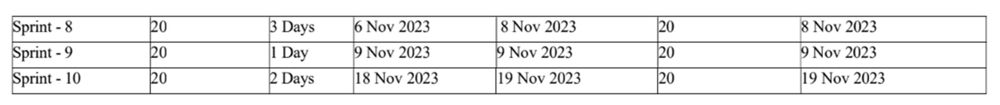 Sprint - 8 20 3 Days 6 Nov 2023 8 Nov 2023 20 8 Nov 2023
Sprint - 9 20 1 Day 9 Nov 2023 9 Nov 2023 20 9 Nov 2023
Sprint - 10 20 2 Days 18 Nov 2023 19 Nov 2023 20 19 Nov 2023